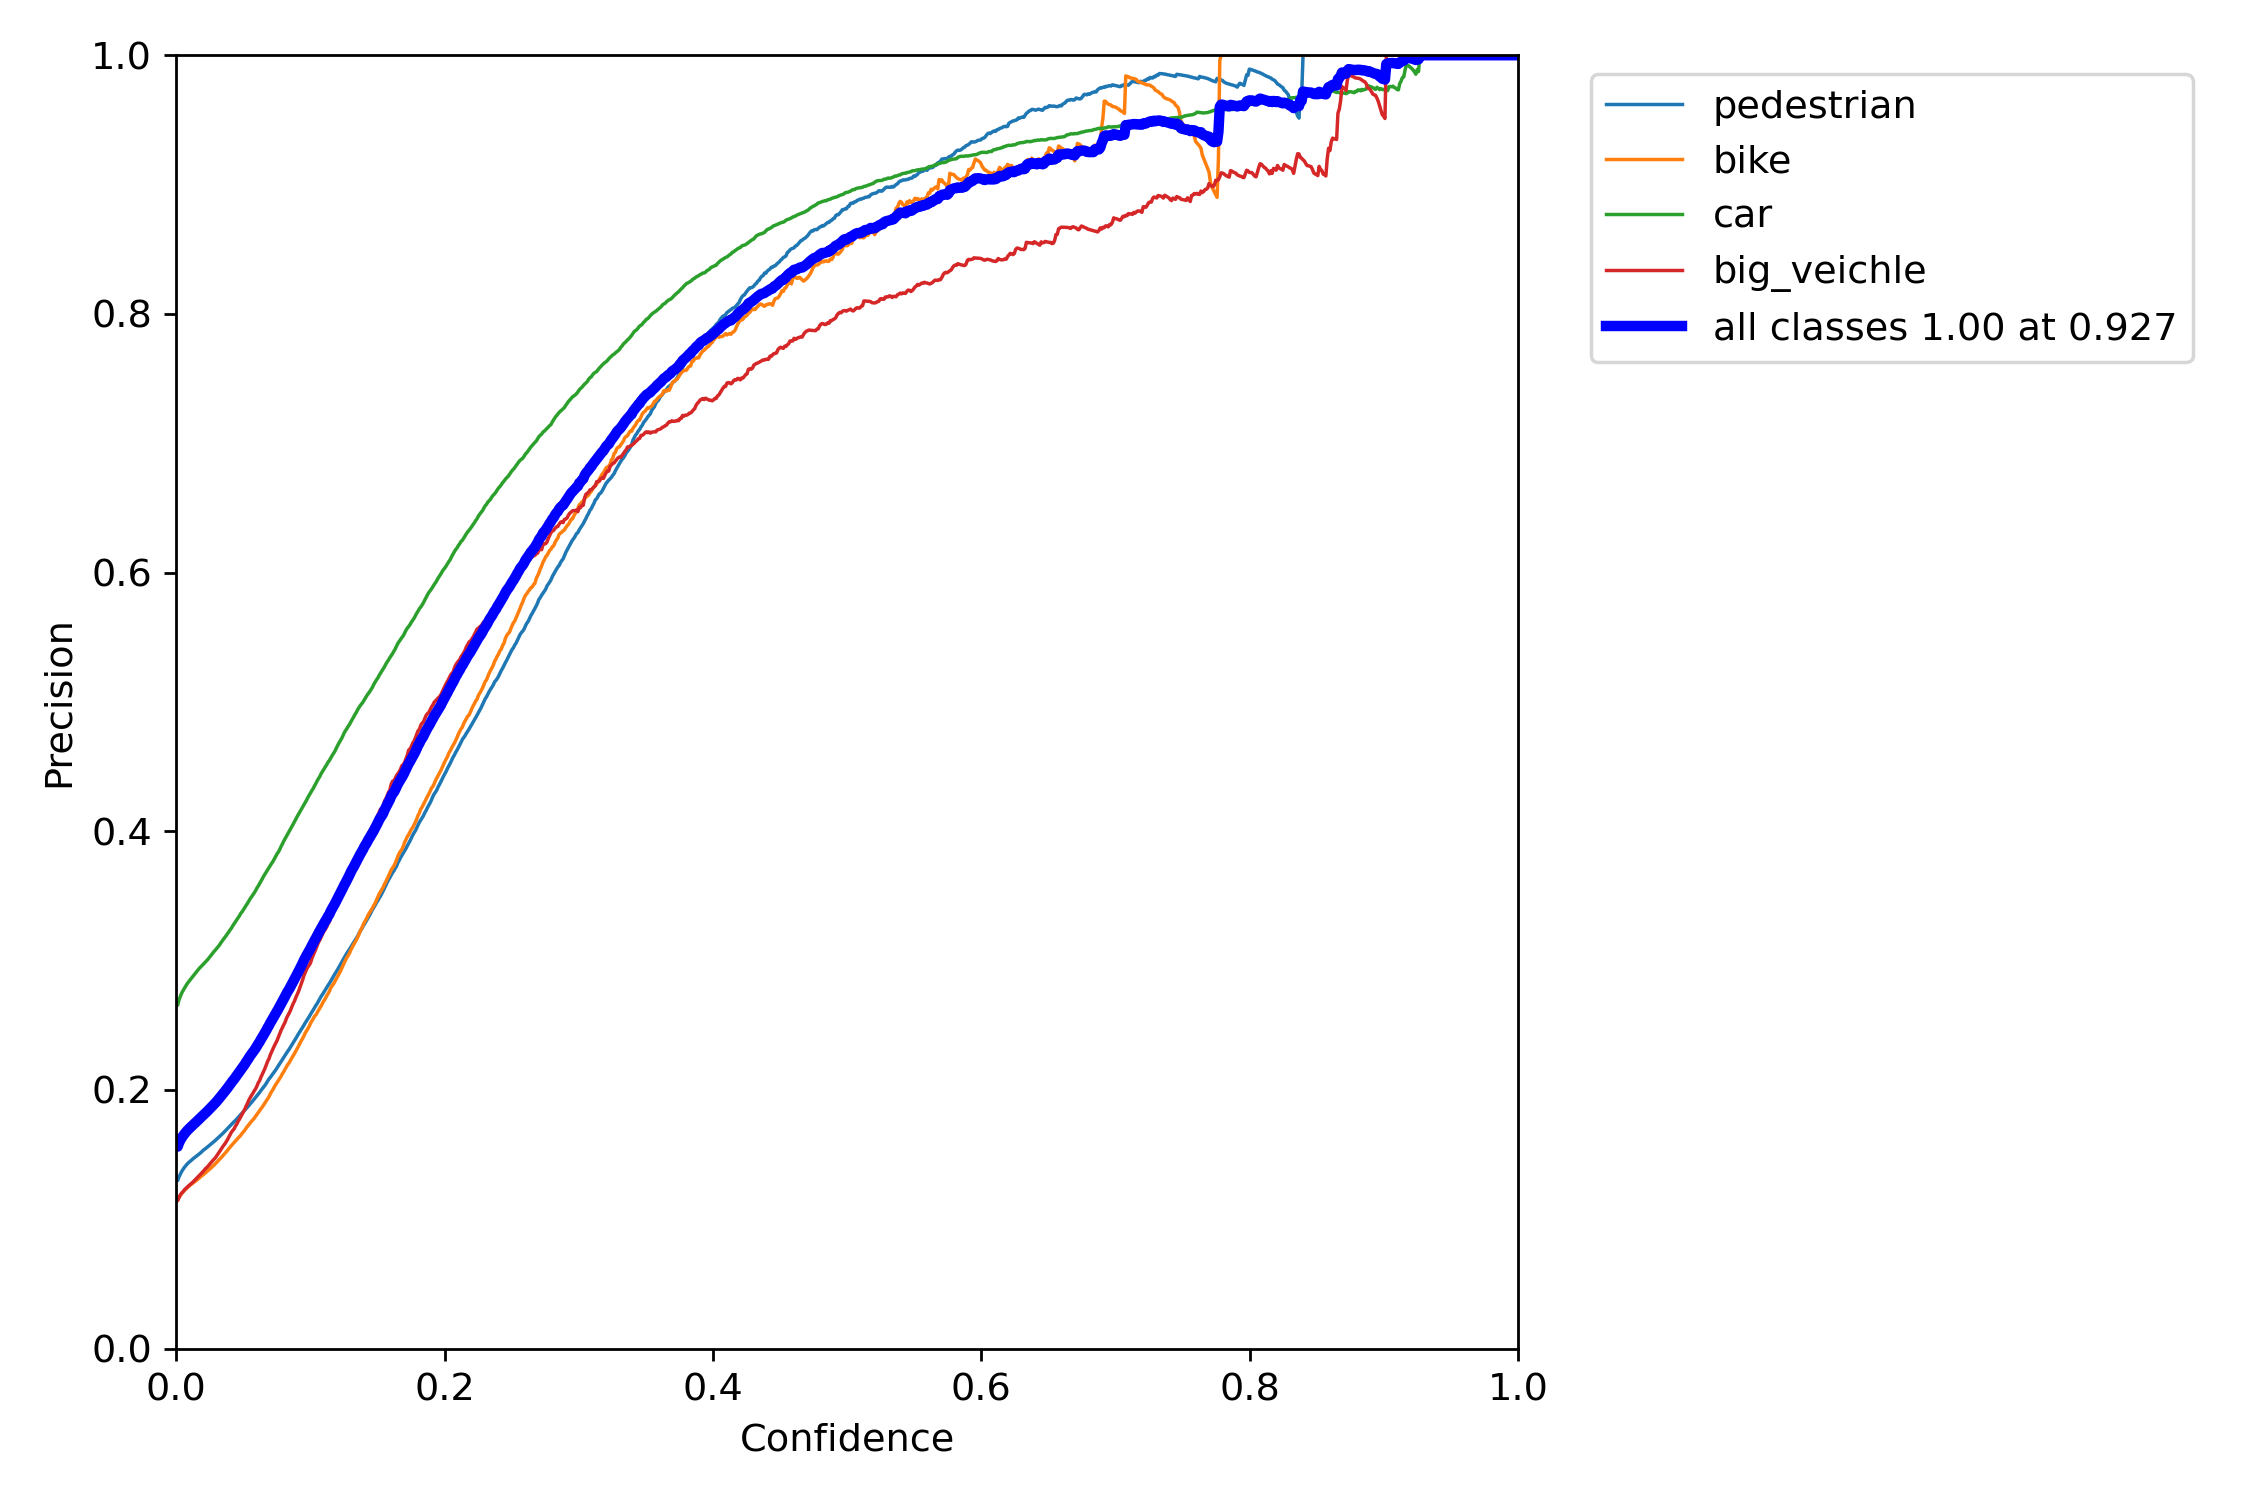 1.0
0.8
0.6
0.4
0.2
0.0
Precision
0.0 0.2 0.4 0.6 0.8 1.0
Confidence
pedestrian
bike
car
big_veichle
all classes 1.00 at 0.927